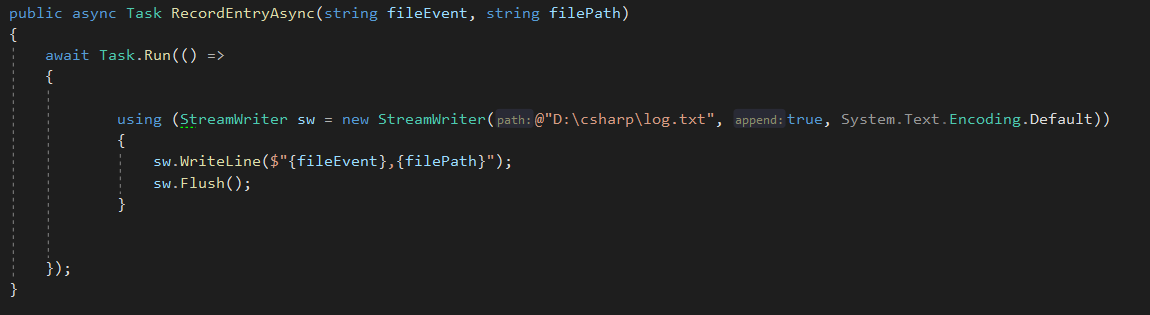 public async Task RecordEntryAsync(string fileEvent, string filePath)
{
await Task.Run(() =>
{
using (StreamWriter sw = new StreamWriter(path:@"D:\csharp\log.txt", append:true, System.Text.Encoding.Default))
{
sw.WriteLine($"{fileEvent},{filePath}");
sw.Flush();
}
});
}